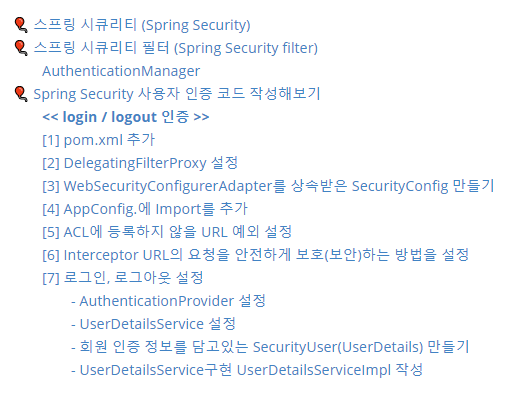 스프링 시큐리티 (Spring Security)
스프링 시큐리티 필터 (Spring Security filter)
AuthenticationManager
Spring Security 사용자 인증 코드 작성해보기
<< login / logout 인증 >>
[1] pom.xml 추가
[2] DelegatingFilterProxy 설정
[3] WebSecurityConfigurerAdapter를 상속받은 SecurityConfig 만들기
[4] AppConfig.에 Import를 추가
[5] ACL에 등록하지 않을 URL 예외 설정
[6] Interceptor URL의 요청을 안전하게 보호(보안)하는 방법을 설정
[7] 로그인, 로그아웃 설정
- AuthenticationProvider 설정
- UserDetailsService 설정
- 회원 인증 정보를 담고있는 SecurityUser(UserDetails) 만들기
- UserDetailsService구현 UserDetailsServiceImpl 작성